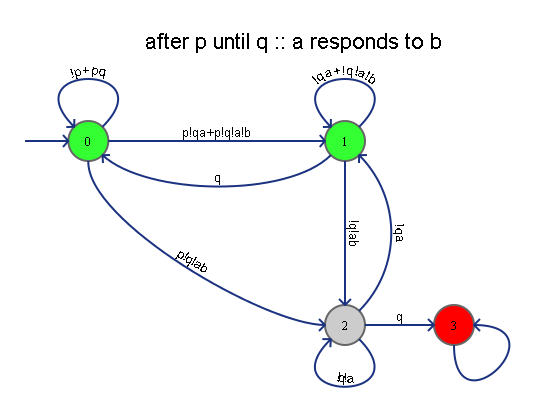 after p until q :: a responds to b
!p+pq
!qa+!q!a!b
0
p!qa+p!q!a!b
1
q
p!q!ab
!q!ab
!qa
2
q
3
!q!a